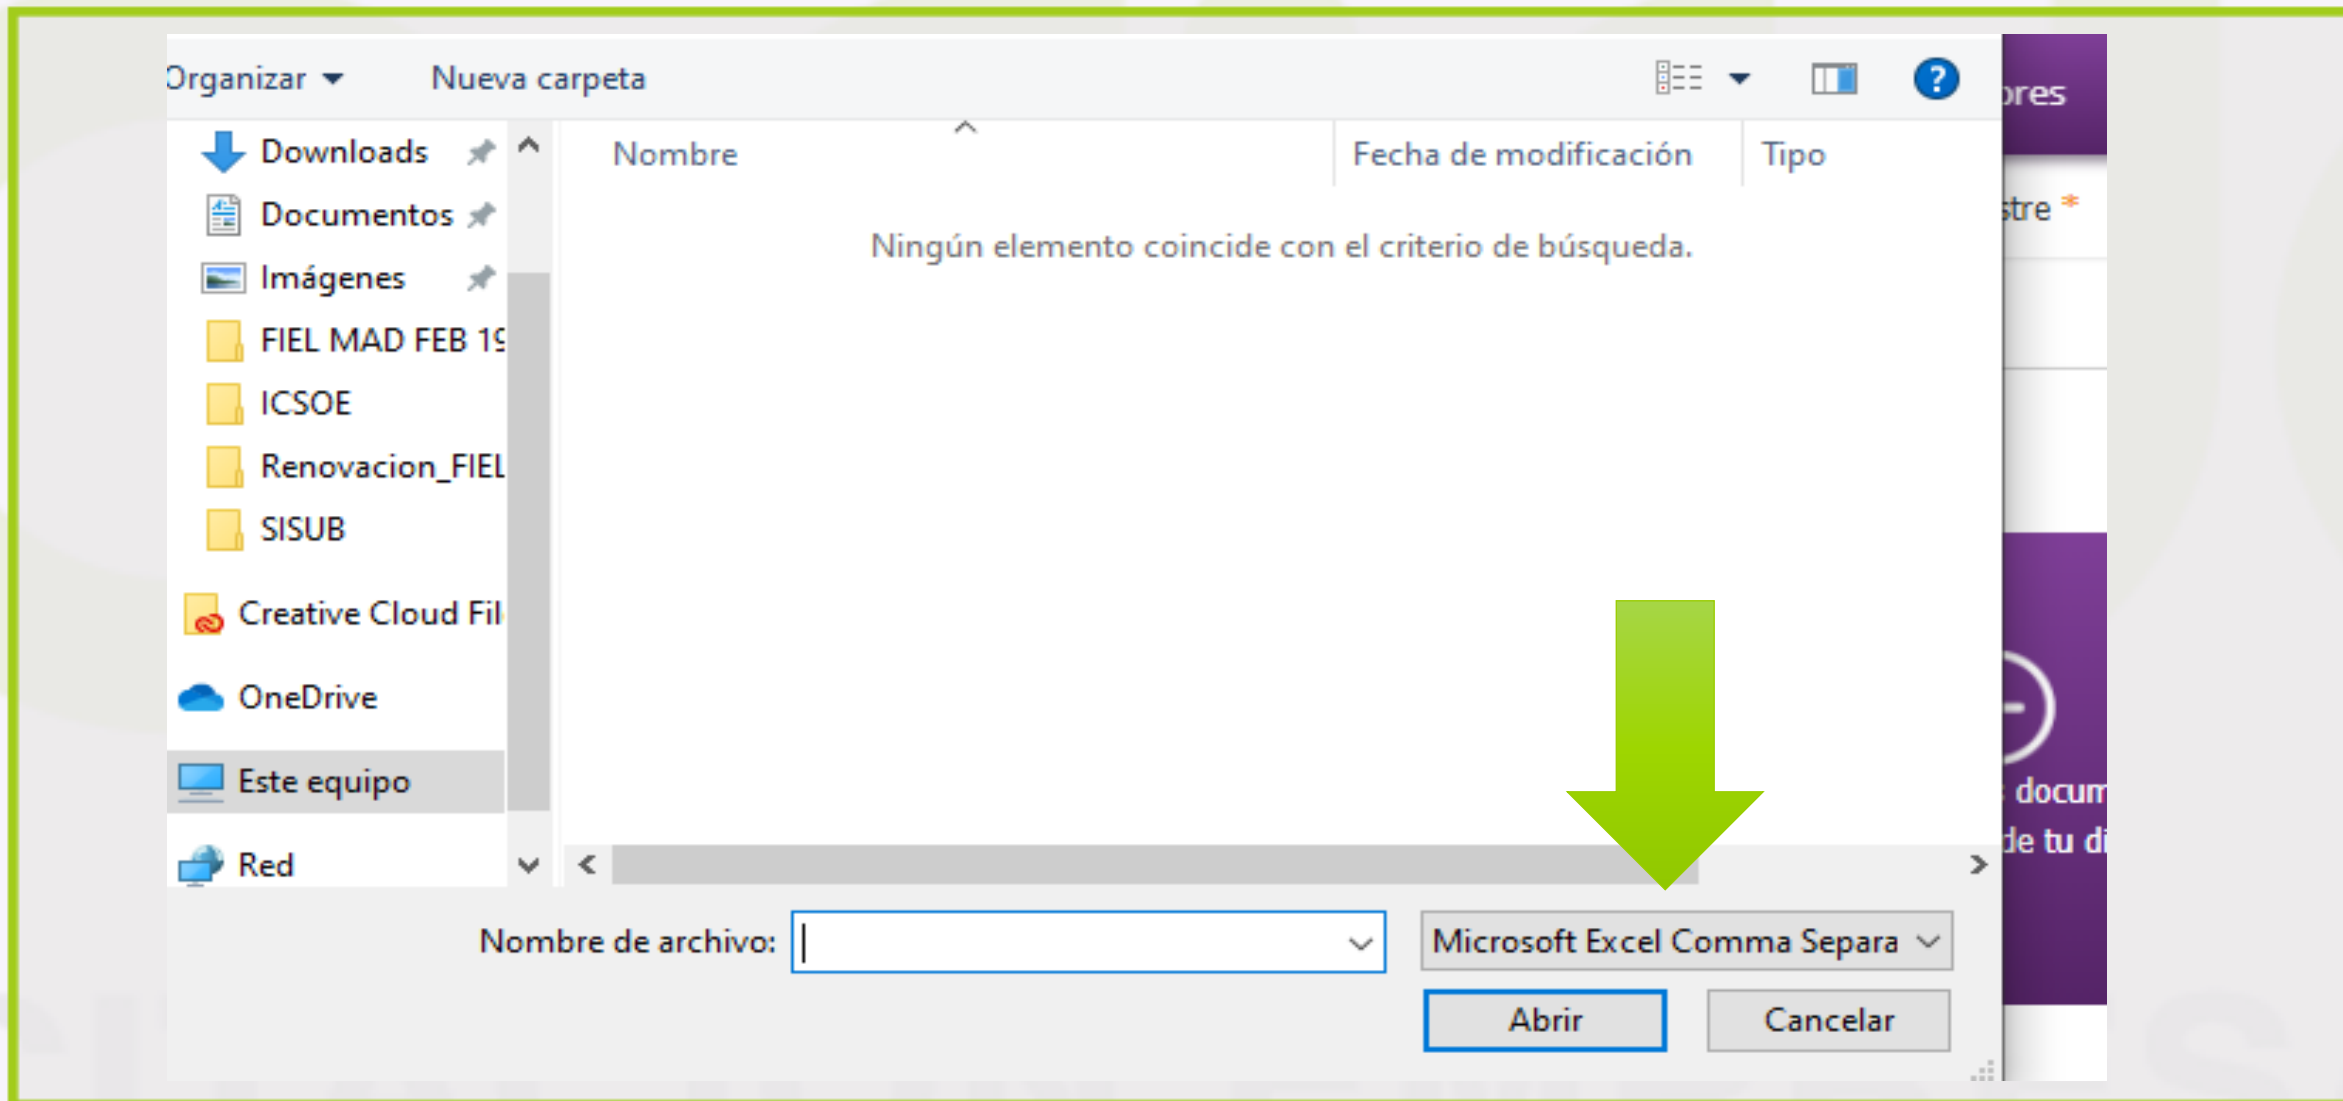 Organizar
Nueva carpeta
ores
Downloads
Nombre
Fecha de modificación
Tipo
Documentos
stre *
Ningún elemento coincide con el criterio de búsqueda.
Imágenes
FIEL MAD FEB 19
ICSOE
Renovacion_FIEL
SISUB
Creative Cloud Fil
OneDrive
Este equipo
docum
de tu di
Red
Nombre de archivo:
Microsoft Excel Comma Separa
Abrir
Cancelar